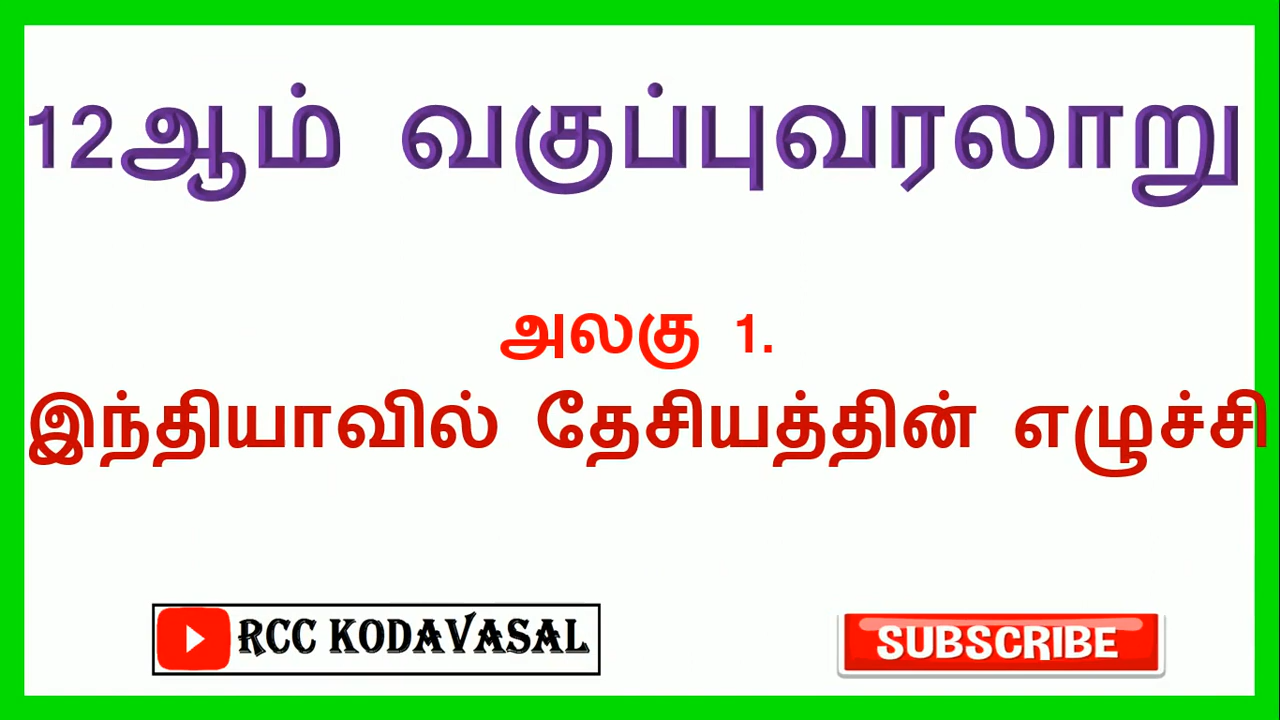 12ஆம் வகுப்புவரலாறு
அலகு 1.
இந்தியாவில் தேசியத்தின் எழுச்சி
RCC KODAVASAL
SUBSCRIBE